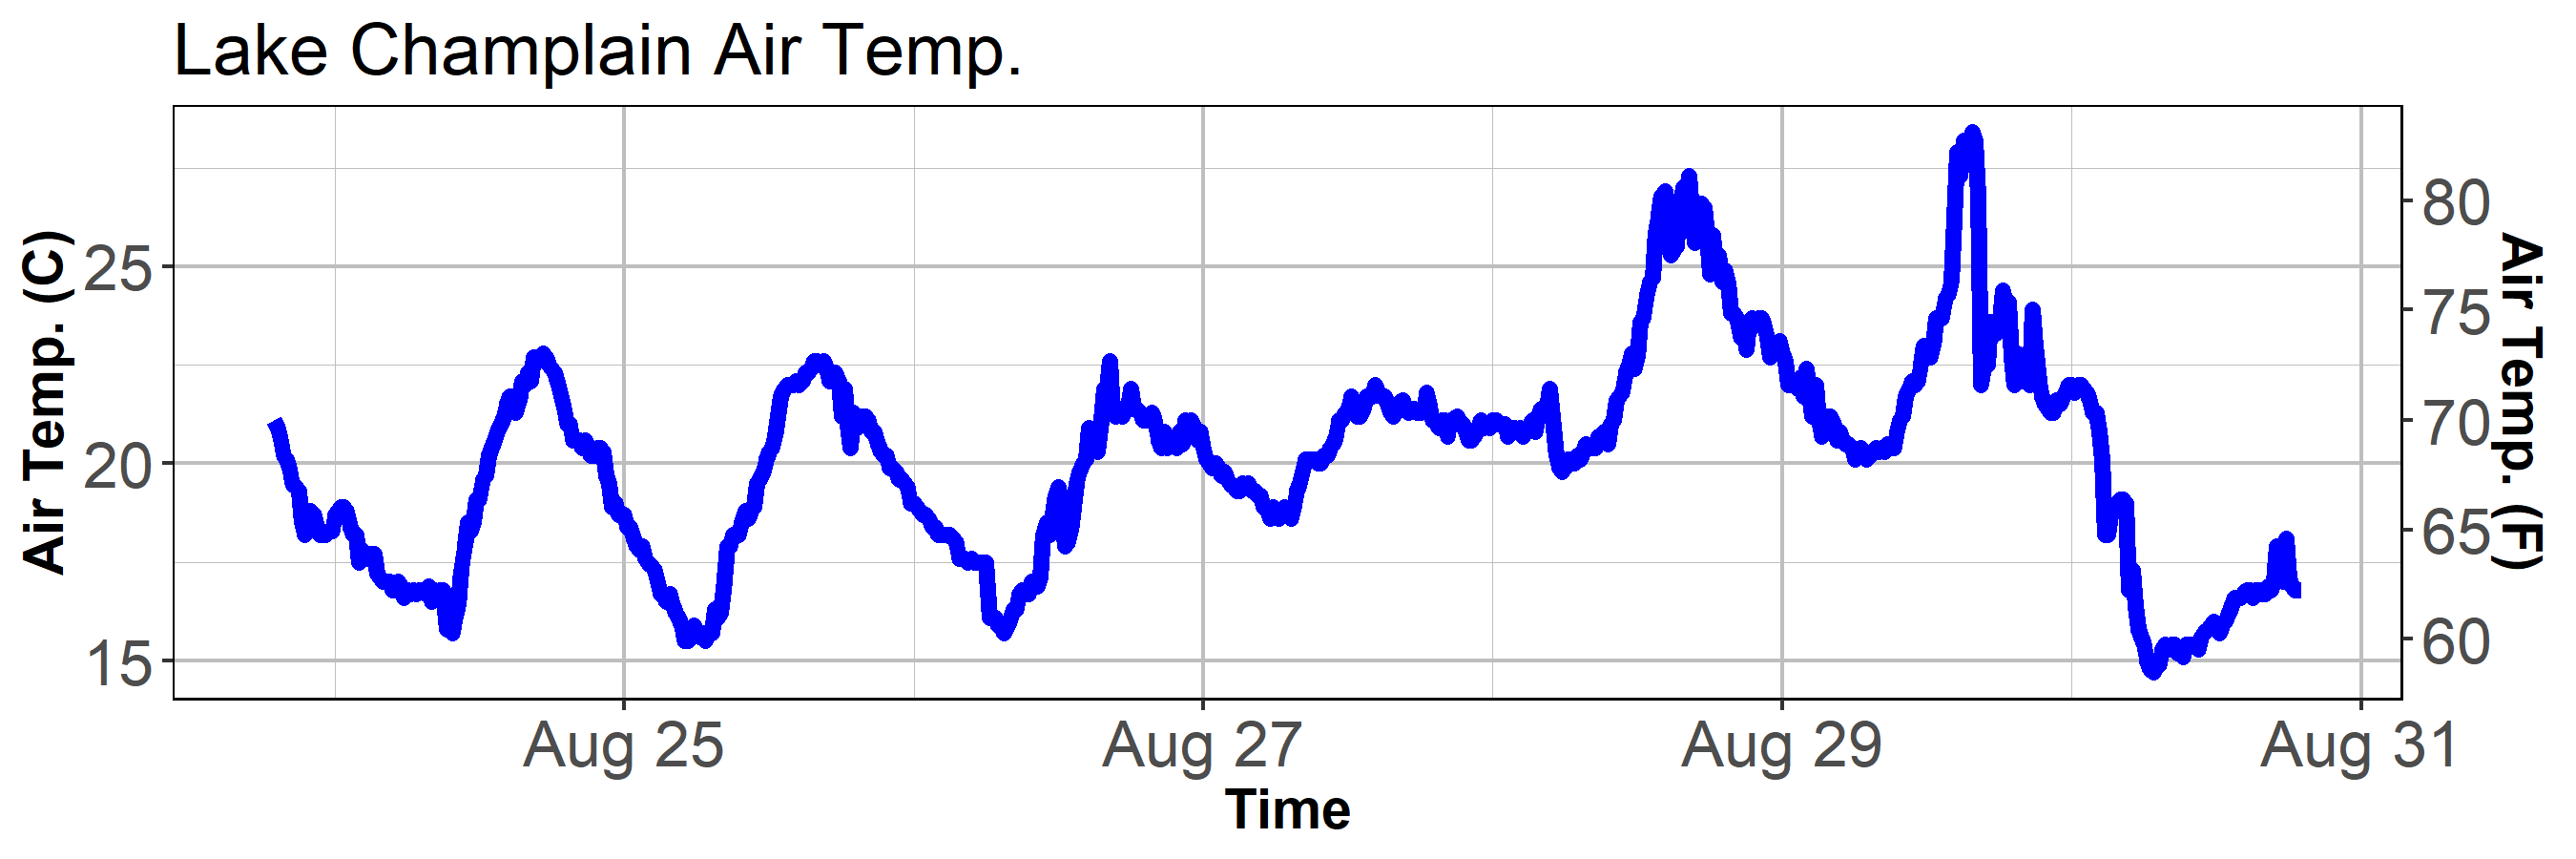 Lake Champlain Air Temp.
Air Temp. (C)
25
20
15
80
75
70
65
60
Air Temp. (F)
Aug 25 Aug 27 Aug 29 Aug 31
Time